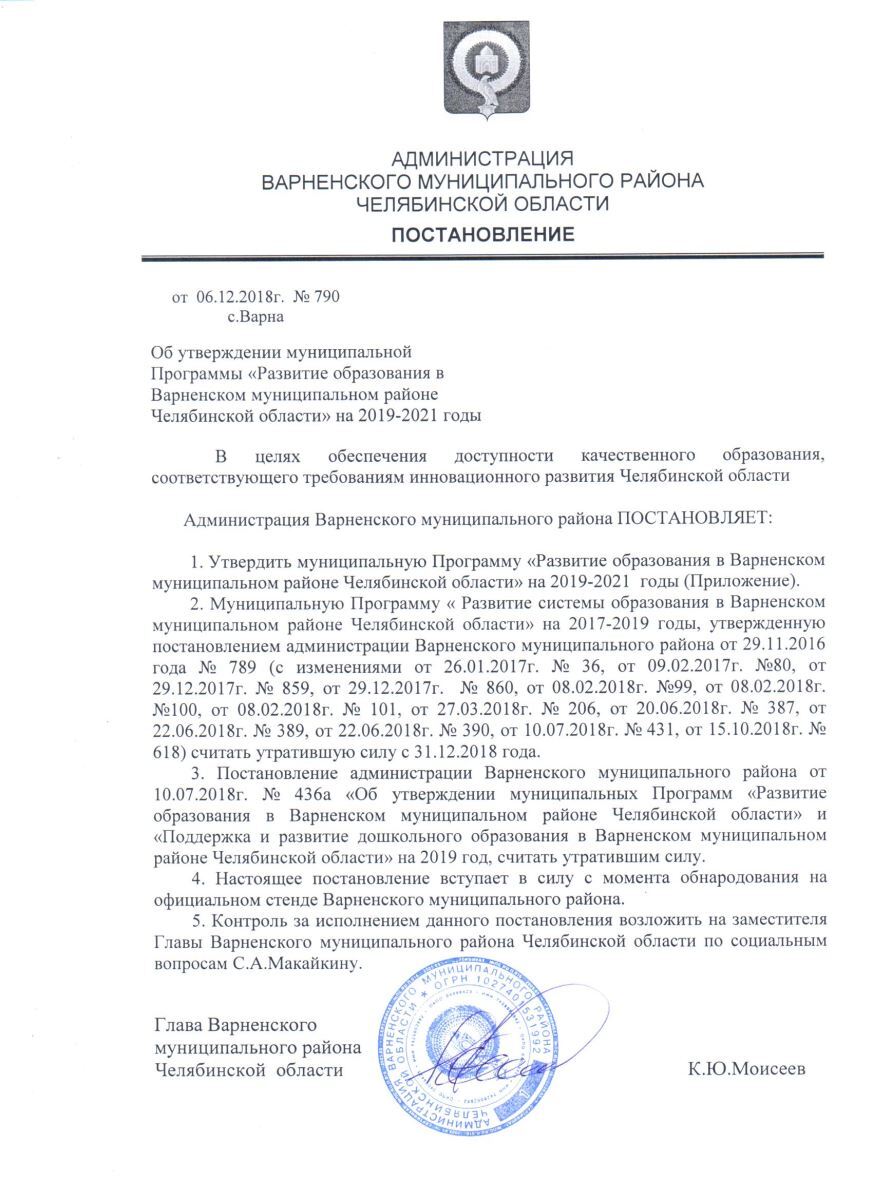 АДМИНИСТРАЦИЯ
ВАРНЕНСКОГО МУНИЦИПАЛЬНОГО РАЙОНА
ЧЕЛЯБИНСКОЙ ОБЛАСТИ
ПОСТАНОВЛЕНИЕ
от 06.12.2018г. № 790
с.Варна
Об утверждении муниципальной
Программы «Развитие образования в
Варненском муниципальном районе
Челябинской области» на 2019-2021 годы
В целях обеспечения доступности качественного образования,
соответствующего требованиям инновационного развития Челябинской области
Администрация Варненского муниципального района ПОСТАНОВЛЯЕТ:
1. Утвердить муниципальную Программу «Развитие образования в Варненском
муниципальном районе Челябинской области» на 2019-2021 годы (Приложение).
2. Муниципальную Программу « Развитие системы образования в Варненском
муниципальном районе Челябинской области» на 2017-2019 годы, утвержденную
постановлением администрации Варненского муниципального района от 29.11.2016
года № 789 (с изменениями от 26.01.2017г. № 36, от 09.02.2017г. №80, от
29.12.2017г. № 859, от 29.12.2017г. № 860, от 08.02.2018г. №99, от 08.02.2018г.
№100, от 08.02.2018г. № 101, от 27.03.2018г. № 206, от 20.06.2018г. № 387, от
22.06.2018г. № 389, от 22.06.2018г. № 390, от 10.07.2018г. № 431, от 15.10.2018г. №
618) считать утратившую силу с 31.12.2018 года.
3. Постановление администрации Варненского муниципального района от
10.07.2018г. № 436а «Об утверждении муниципальных Программ «Развитие
образования в Варненском муниципальном районе Челябинской области» и
«Поддержка и развитие дошкольного образования в Варненском муниципальном
районе Челябинской области» на 2019 год, считать утратившим силу.
4. Настоящее постановление вступает в силу с момента обнародования на
официальном стенде Варненского муниципального района.
5. Контроль за исполнением данного постановления возложить на заместителя
Главы Варненского муниципального района Челябинской области по социальным
вопросам С.А.Макайкину.
Глава Варненского
муниципального района
Челябинской области
К.Ю.Моисеев
АДМИНИСТРАЦИЯ ВАРНЕНСКОГО МУНИЦИПАЛЬНОГО РАЙОНА
ЧЕЛЯБИНСКОЙ ОБЛАСТИ ★ ОГРН 1027401531992